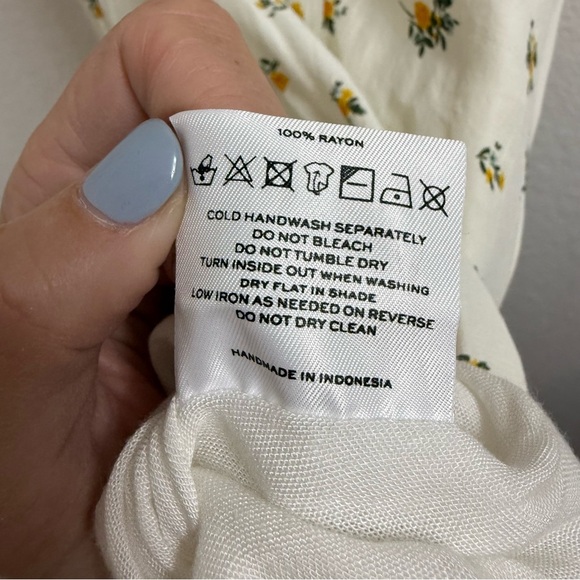 100% RAYON
COLD HANDWASH SEPARATELY
DO NOT BLEACH
DO NOT TUMBLE DRY
TURN INSIDE OUT WHEN WASHING
DRY FLAT IN SHADE
LOW IRON AS NEEDED ON REVERSE
DO NOT DRY CLEAN
HANDMADE IN INDONESIA